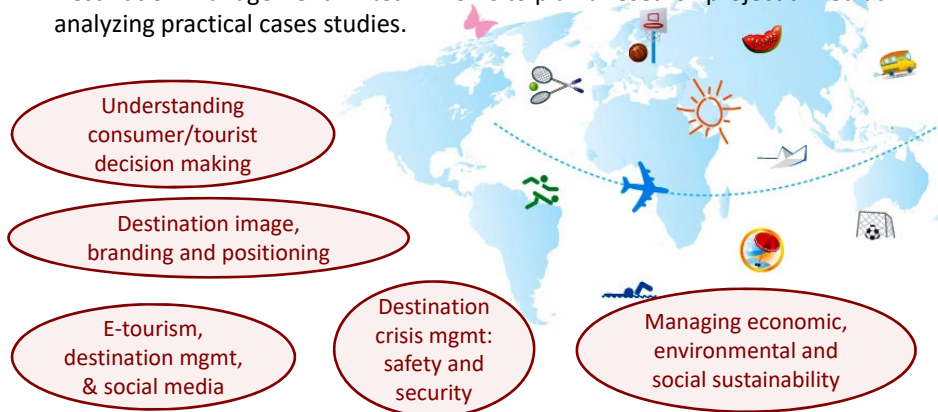 analyzing practical cases studies.
Understanding
consumer/tourist
decision making
Destination image,
branding and positioning
E-tourism,
destination mgmt,
& social media
Destination
crisis mgmt:
safety and
security
Managing economic,
environmental and
social sustainability